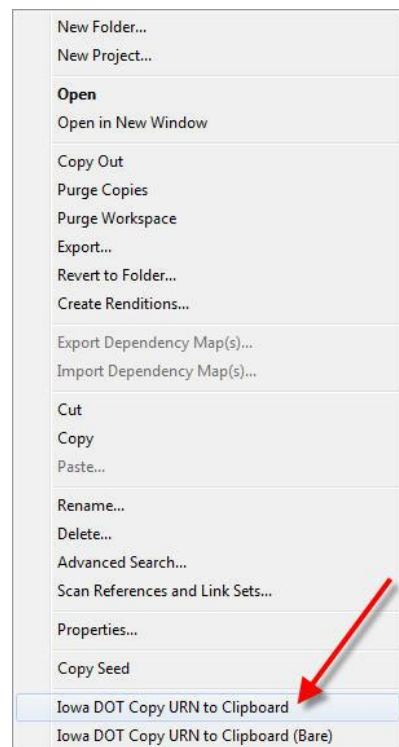 New Folder...
New Project...
Open
Open in New Window
Copy Out
Purge Copies
Purge Workspace
Export...
Revert to Folder...
Create Renditions...
Export Dependency Map(s)...
Import Dependency Map(s)...
Cut
Copy
Paste...
Rename...
Delete...
Advanced Search...
Scan References and Link Sets...
Properties...
Copy Seed
Iowa DOT Copy URN to Clipboard
Iowa DOT Copy URN to Clipboard (Bare)